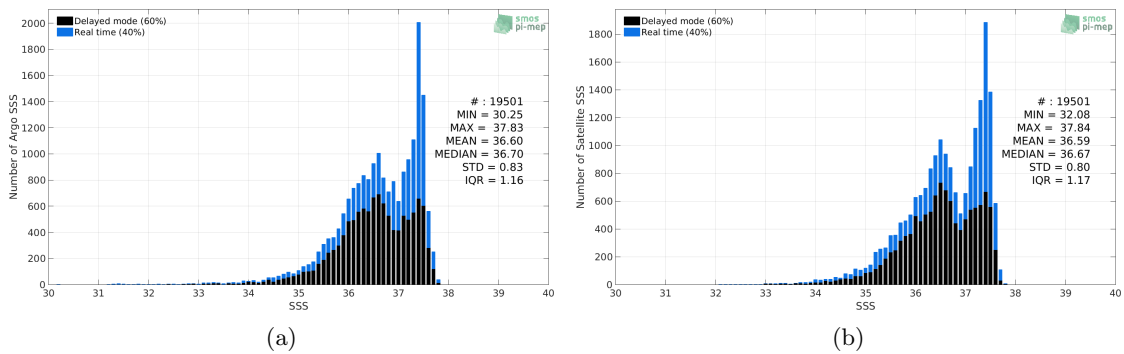 Delayed mode (60%)
Real time (40%)
smos
pi-mep
Number of Argo SSS
2000
1800
1600
1400
1200
1000
800
600
400
200
0
# : 19501
MIN = 30.25
MAX = 37.83
MEAN = 36.60
MEDIAN = 36.70
STD = 0.83
IQR = 1.16
30 31 32 33 34 35 36 37 38 39 40
SSS
(a)
Delayed mode (60%)
Real time (40%)
smos
pi-mep
Number of Satellite SSS
1800
1600
1400
1200
1000
800
600
400
200
0
# : 19501
MIN = 32.08
MAX = 37.84
MEAN = 36.59
MEDIAN = 36.67
STD = 0.80
IQR = 1.17
30 31 32 33 34 35 36 37 38 39 40
SSS
(b)